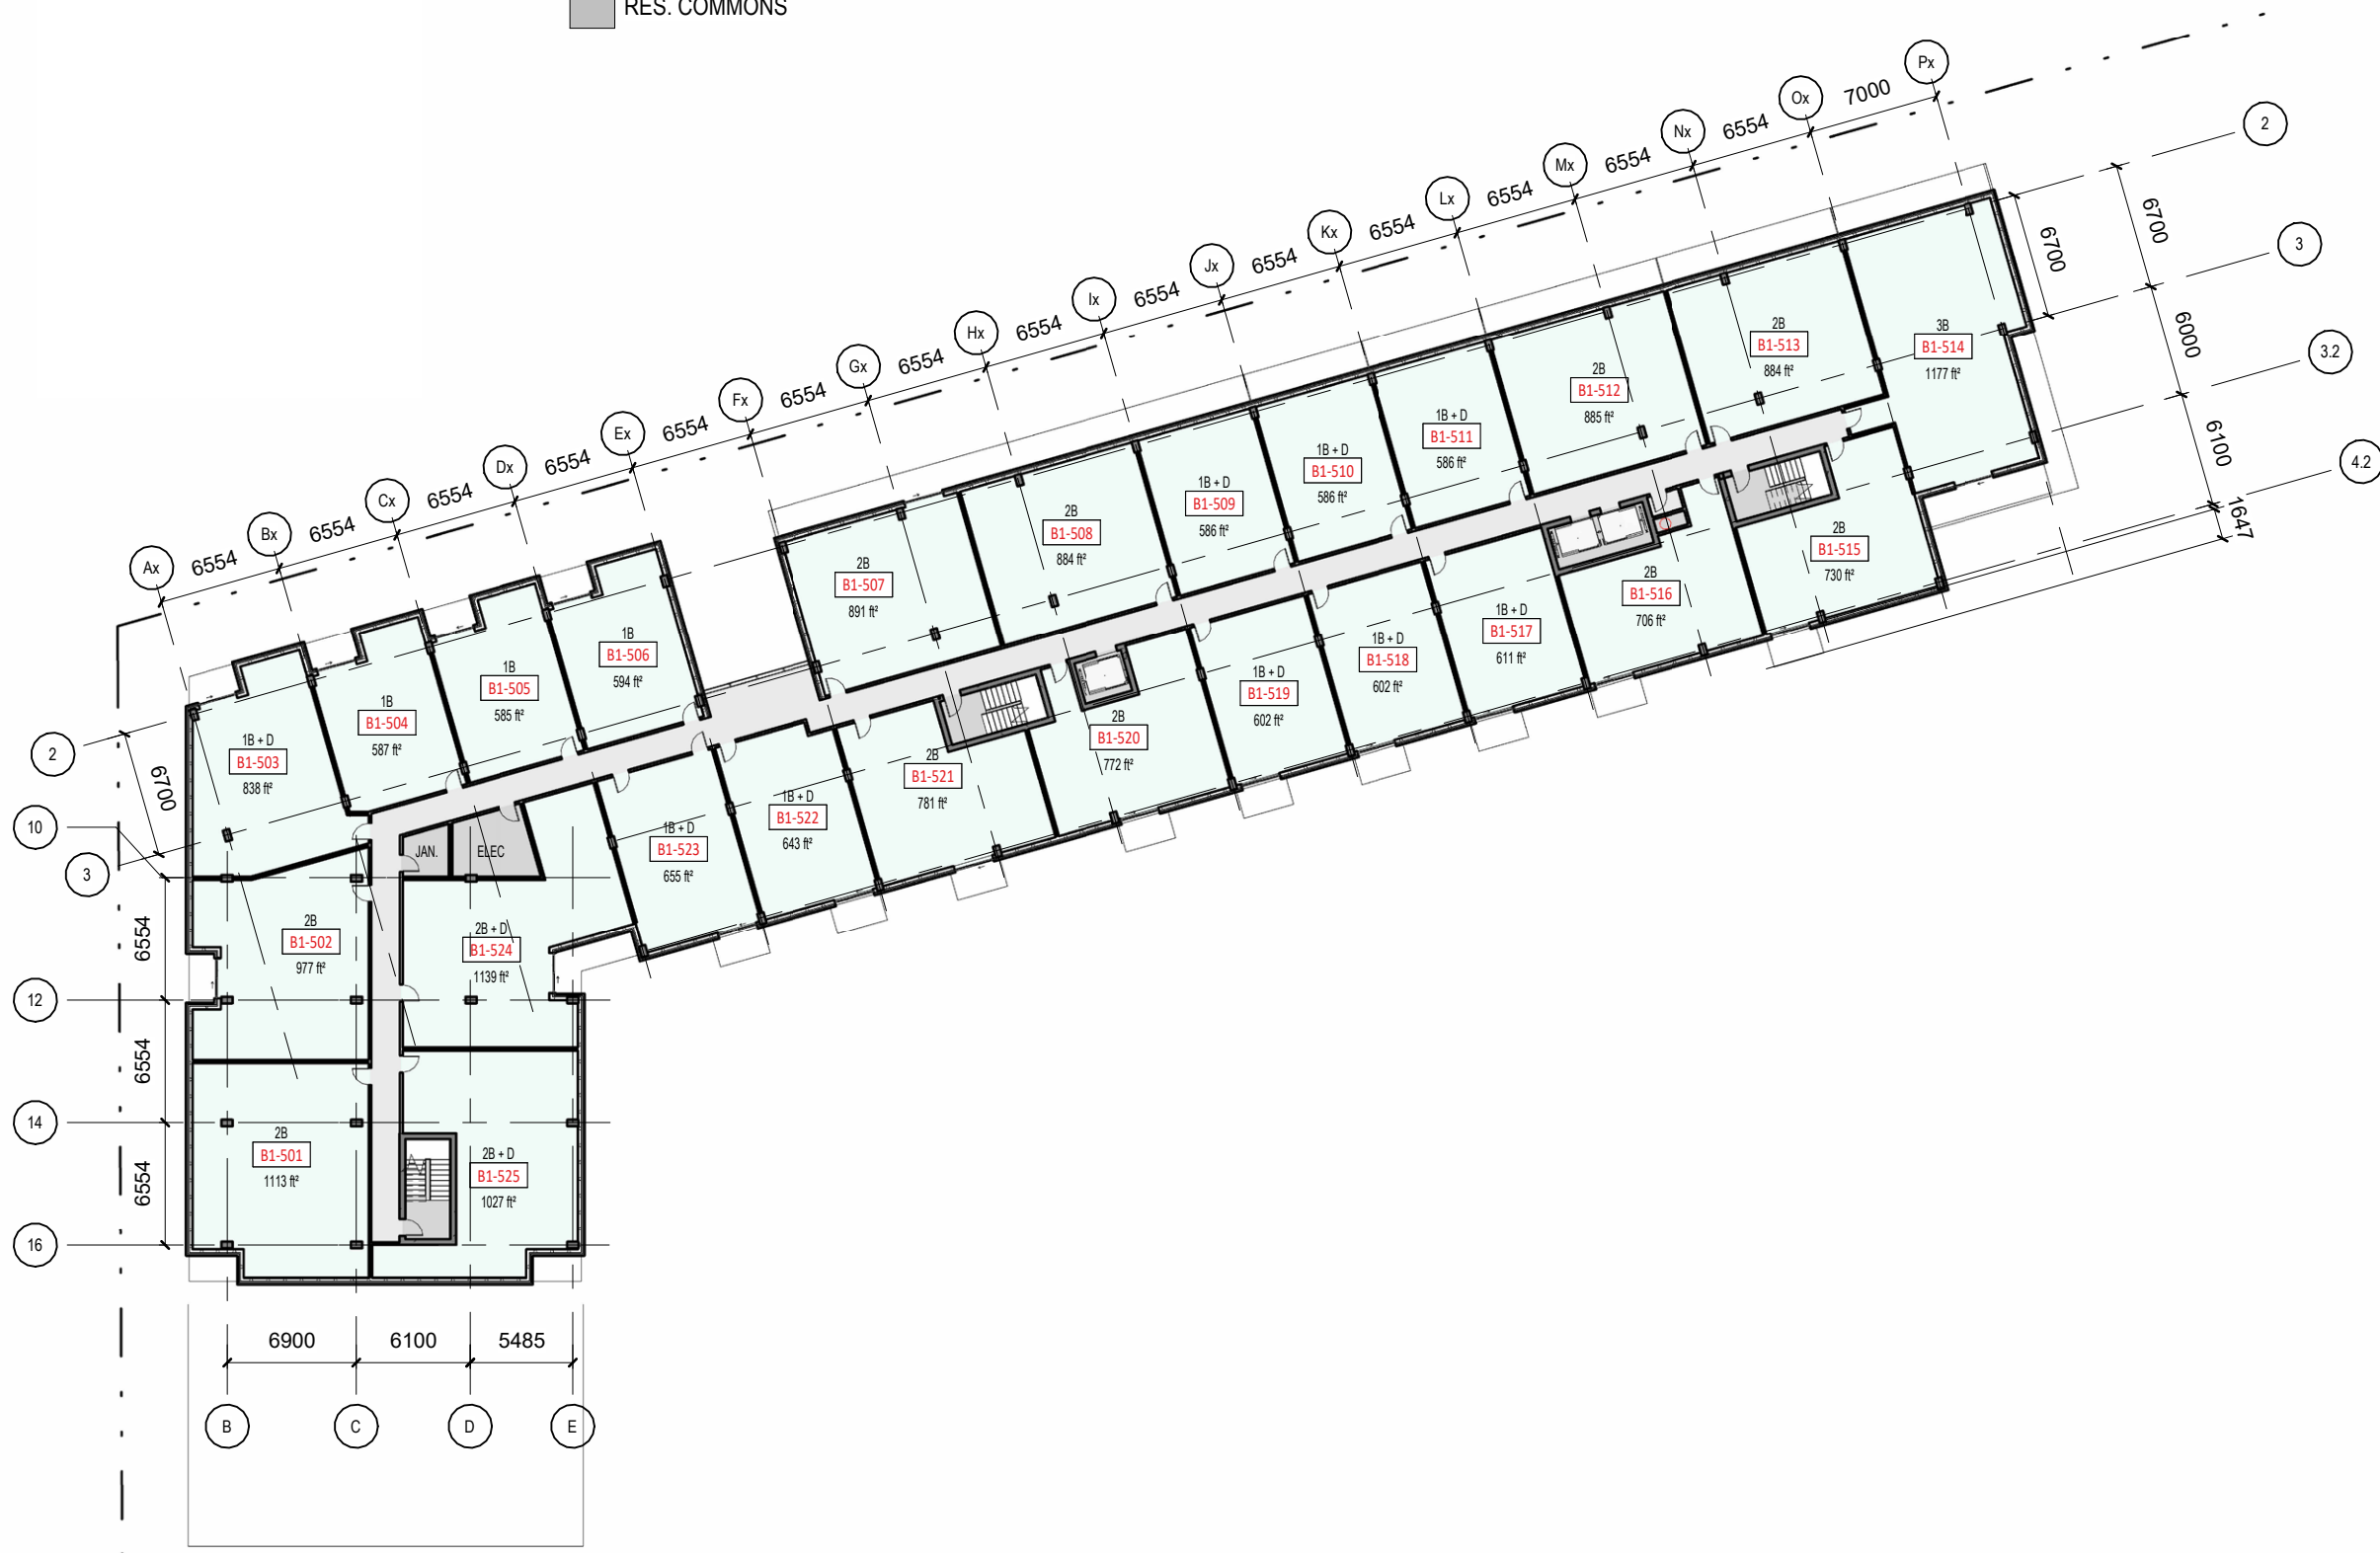 RES. COMMONS
Px
Ox
7000
Nx
6554
Mx
6554
Lx
6554
Kx
6554
Jx
6554
Ix
6554
Hx
6554
Gx
6554
Fx
6554
Ex
6554
Dx
6554
Cx
6554
Bx
6554
Ax
6554
2
3
3.2
4.2
6700
6700
6000
6100
1647
3B
B1-514
1177 ft²
2B
B1-513
884 ft²
2B
B1-512
885 ft²
1B + D
B1-511
586 ft²
1B + D
B1-510
586 ft²
1B + D
B1-509
586 ft²
2B
B1-508
884 ft²
2B
B1-507
891 ft²
1B
B1-506
594 ft²
1B
B1-505
585 ft²
1B
B1-504
587 ft²
1B + D
B1-503
838 ft²
2B
B1-515
730 ft²
2B
B1-516
706 ft²
1B + D
B1-517
611 ft²
1B + D
B1-518
602 ft²
1B + D
B1-519
602 ft²
2B
B1-520
772 ft²
2B
B1-521
781 ft²
1B + D
B1-522
643 ft²
1B + D
B1-523
655 ft²
JAN.
ELEC
2B
B1-502
977 ft²
2B + D
B1-524
1139 ft²
2B
B1-501
1113 ft²
2B + D
B1-525
1027 ft²
2
6700
10
3
6554
12
6554
14
6554
16
6900
6100
5485
B
C
D
E